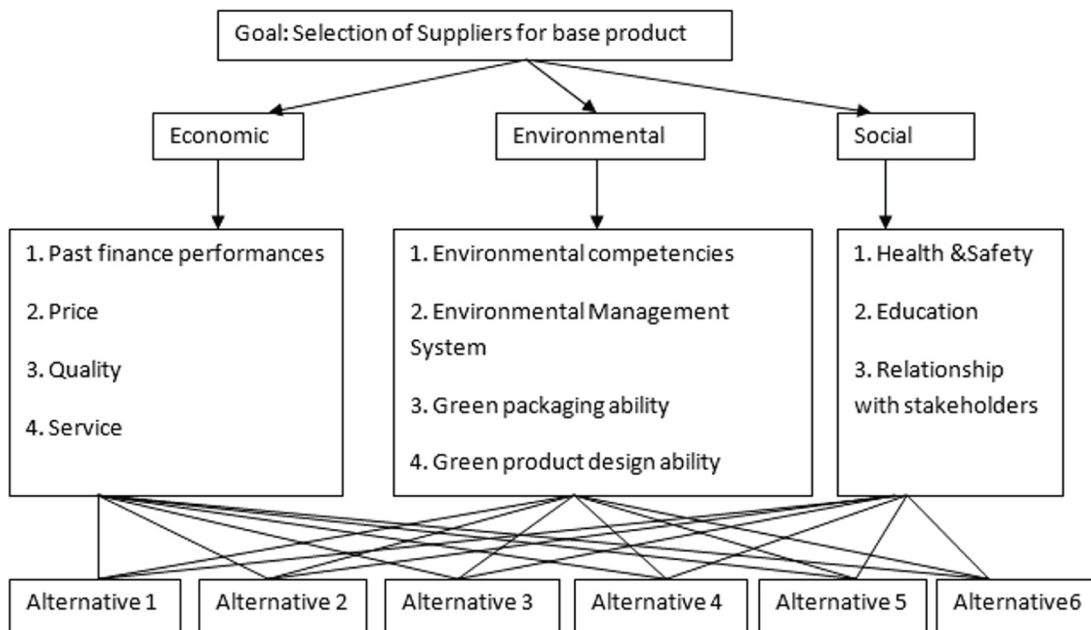 Goal: Selection of Suppliers for base product
Economic
Environmental
Social
1. Past finance performances
2. Price
3. Quality
4. Service
1. Environmental competencies
2. Environmental Management
System
3. Green packaging ability
4. Green product design ability
1. Health &Safety
2. Education
3. Relationship
with stakeholders
Alternative 1
Alternative 2
Alternative 3
Alternative 4
Alternative 5
Alternative6